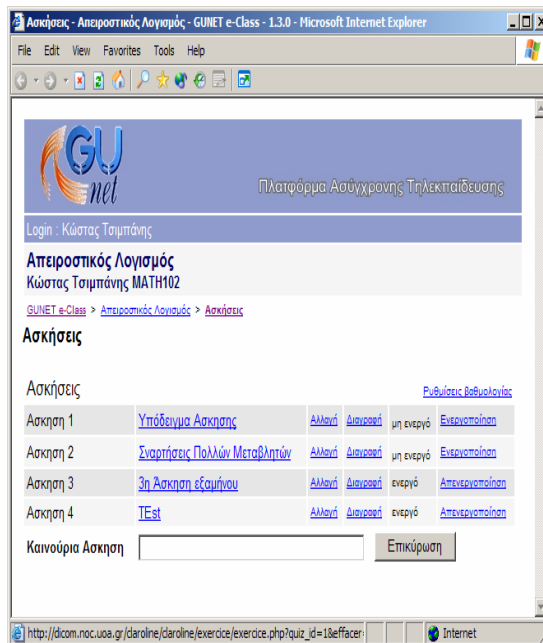 Ασκήσεις - Απειροστικός Λογισμός - GUNET e-Class - 1.3.0 - Microsoft Internet Explorer
File Edit View Favorites Tools Help
GU
net
Πλατφόρμα Ασύγχρονης Τηλεκπαίδευσης
Login : Κώστας Τσιμπάνης
Απειροστικός Λογισμός
Κώστας Τσιμπάνης MATH102
GUNET e-Class > Απειροστικός Λογισμός > Ασκήσεις
Ασκήσεις
Ασκήσεις Ρυθμίσεις βαθμολογίας
Ασκηση 1 Υπόδειγμα Ασκησης Αλλαγή Διαγραφή μη ενεργό Ενεργοποίηση
Ασκηση 2 Σναρτήσεις Πολλών Μεταβλητών Αλλαγή Διαγραφή μη ενεργό Ενεργοποίηση
Ασκηση 3 3η Άσκηση εξαμήνου Αλλαγή Διαγραφή ενεργό Απενεργοποίηση
Ασκηση 4 TEst Αλλαγή Διαγραφή ενεργό Απενεργοποίηση
Καινούρια Ασκηση Επικύρωση
http://dicom.noc.uoa.gr/claroline/claroline/exercice/exercice.php?quiz_id=1&effacer Internet